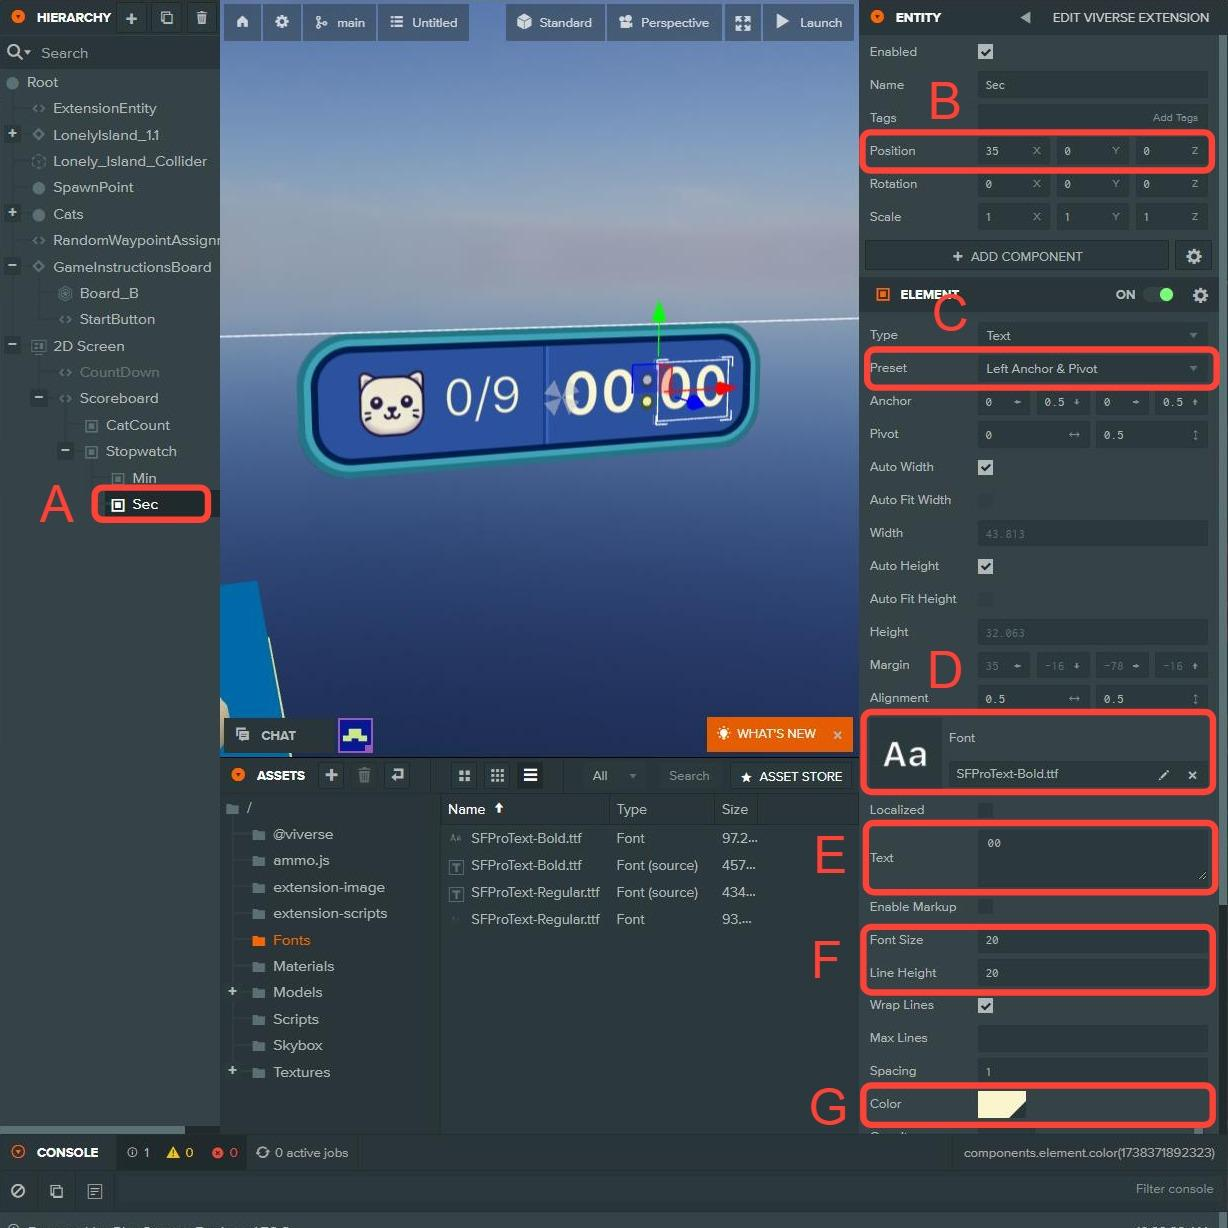 HIERARCHY
Search
Root
ExtensionEntity
LonelyIsland_1.1
Lonely_Island_Collider
SpawnPoint
Cats
RandomWaypointAssignr
GameInstructionsBoard
Board_B
StartButton
2D Screen
CountDown
Scoreboard
CatCount
Stopwatch
Min
A
Sec
main
Untitled
Standard
Perspective
Launch
0/9
00:00
CHAT
WHAT'S NEW
ASSETS
All
Search
ASSET STORE
/
@viverse
ammo.js
extension-image
extension-scripts
Fonts
Materials
Models
Scripts
Skybox
Textures
Name Type Size
SFProText-Bold.ttf Font 97.2...
SFProText-Bold.ttf Font (source) 457...
SFProText-Regular.ttf Font (source) 434...
SFProText-Regular.ttf Font 93....
ENTITY
EDIT VIVERSE EXTENSION
Enabled
Name Sec
B
Tags Add Tags
Position 35 X 0 Y 0 Z
Rotation 0 X 0 Y 0 Z
Scale 1 X 1 Y 1 Z
ADD COMPONENT
ELEMENT ON
C
Type Text
Preset Left Anchor & Pivot
Anchor 0 0.5 0 0.5
Pivot 0 0.5
Auto Width
Auto Fit Width
Width 43.813
Auto Height
Auto Fit Height
Height 32.063
Margin 35 -16 -78 -16
D
Alignment 0.5 0.5
Aa
Font
SFProText-Bold.ttf
Localized
E
Text 00
Enable Markup
F
Font Size 20
Line Height 20
Wrap Lines
Max Lines
Spacing 1
G
Color
CONSOLE 1 0 0 0 active jobs
components.element.color(1738371892323)
Filter console